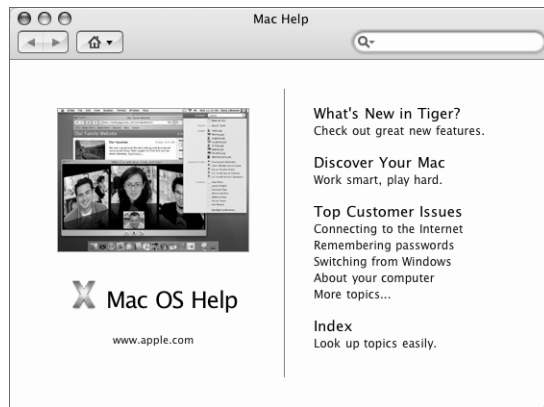 Mac Help
Mac OS Help
www.apple.com
What's New in Tiger?
Check out great new features.
Discover Your Mac
Work smart, play hard.
Top Customer Issues
Connecting to the Internet
Remembering passwords
Switching from Windows
About your computer
More topics...
Index
Look up topics easily.